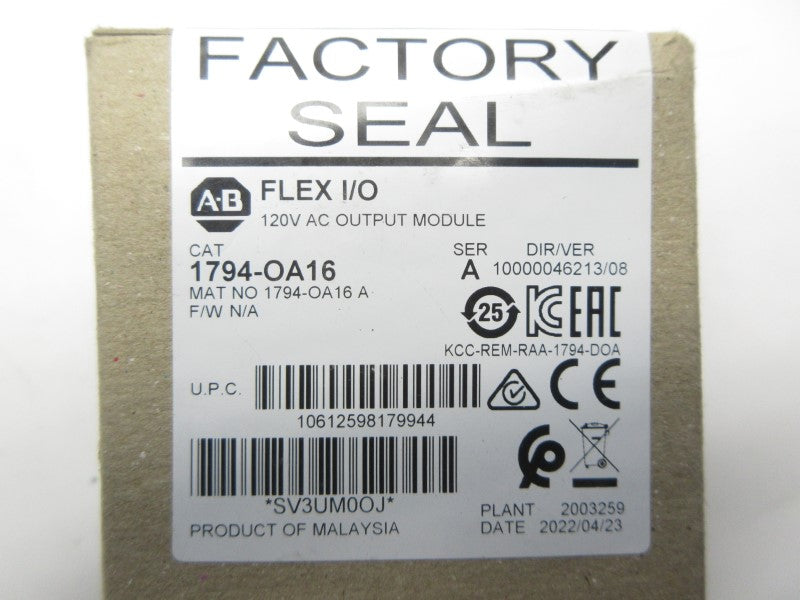 FACTORY
SEAL
A-B FLEX I/O
120V AC OUTPUT MODULE
CAT SER DIR/VER
1794-OA16 A 10000046213/08
MAT NO 1794-OA16 A
F/W N/A
25 KC EAC
KCC-REM-RAA-1794-DOA
U.P.C.
CE
10612598179944
*SV3UM0OJ*
PLANT 2003259
PRODUCT OF MALAYSIA DATE 2022/04/23